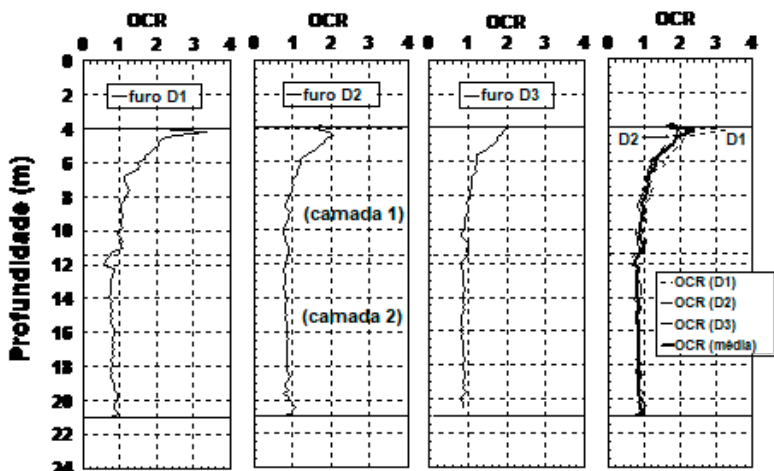 OCR OCR OCR OCR
0 1 2 3 4 0 1 2 3 4 0 1 2 3 4 0 1 2 3 4
Profundidade (m)
0
2
4
6
8
10
12
14
16
18
20
22
24
furo D1
furo D2
furo D3
D2 D1
(camada 1)
(camada 2)
OCR (D1)
OCR (D2)
OCR (D3)
OCR (média)